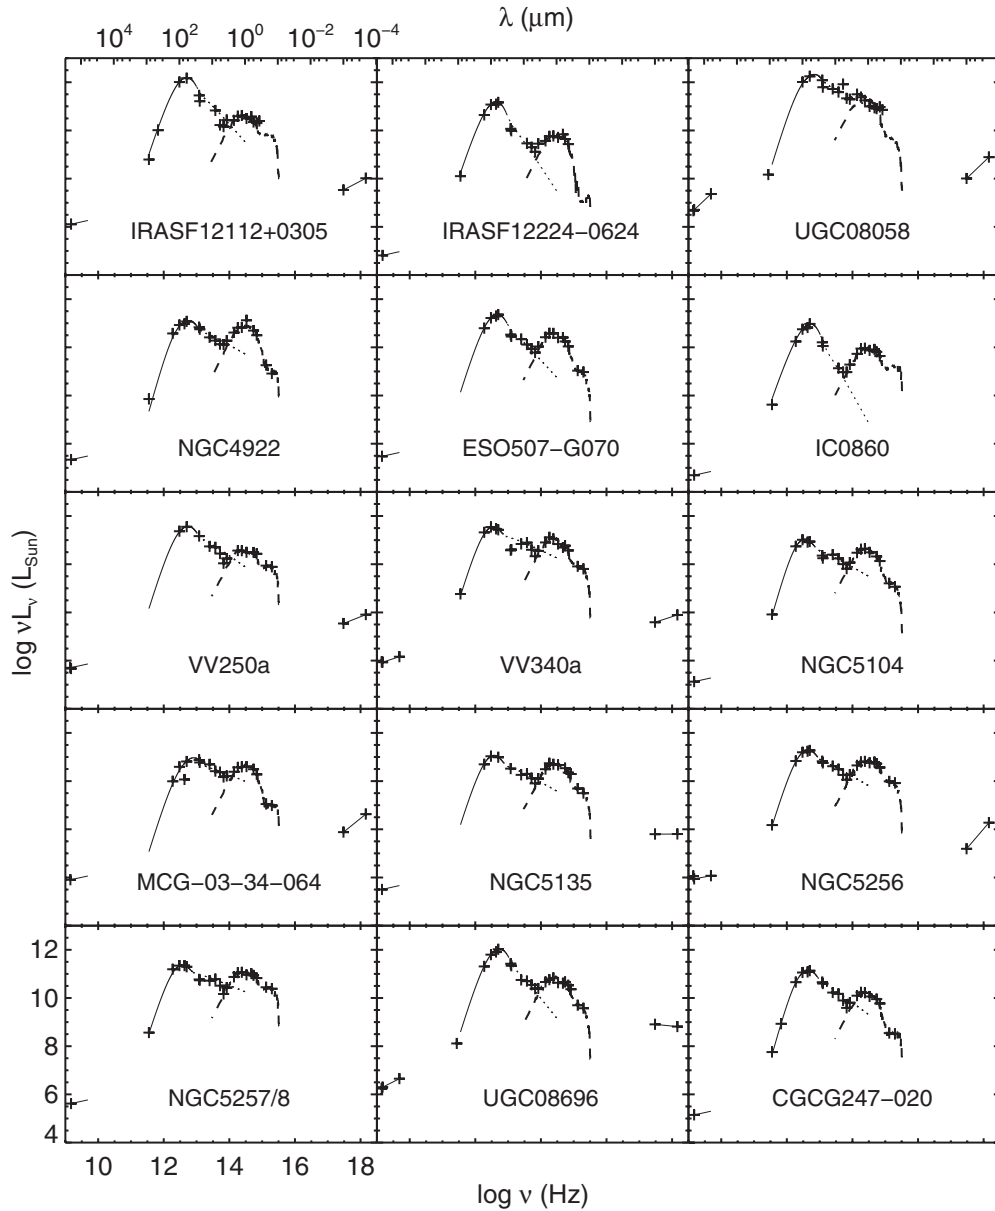 λ (μm)
10^4 10^2 10^0 10^-2 10^-4
IRASF12112+0305 IRASF12224-0624 UGC08058
NGC4922 ESO507-G070 IC0860
log νL_ν (L_Sun)
VV250a VV340a NGC5104
MCG-03-34-064 NGC5135 NGC5256
12
10
8
6
4
NGC5257/8 UGC08696 CGCG247-020
10 12 14 16 18
log ν (Hz)